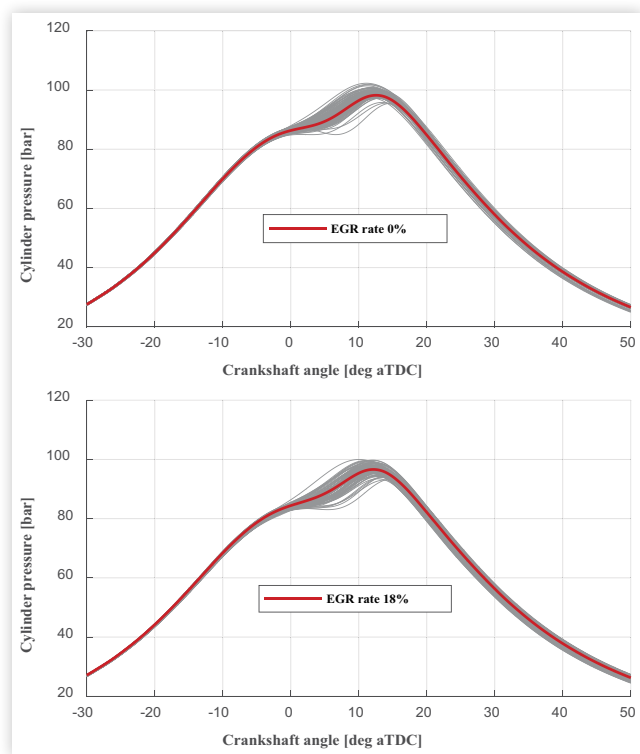 120
100
80
60
40
20
Cylinder pressure [bar]
EGR rate 0%
-30 -20 -10 0 10 20 30 40 50
Crankshaft angle [deg aTDC]
120
100
80
60
40
20
Cylinder pressure [bar]
EGR rate 18%
-30 -20 -10 0 10 20 30 40 50
Crankshaft angle [deg aTDC]